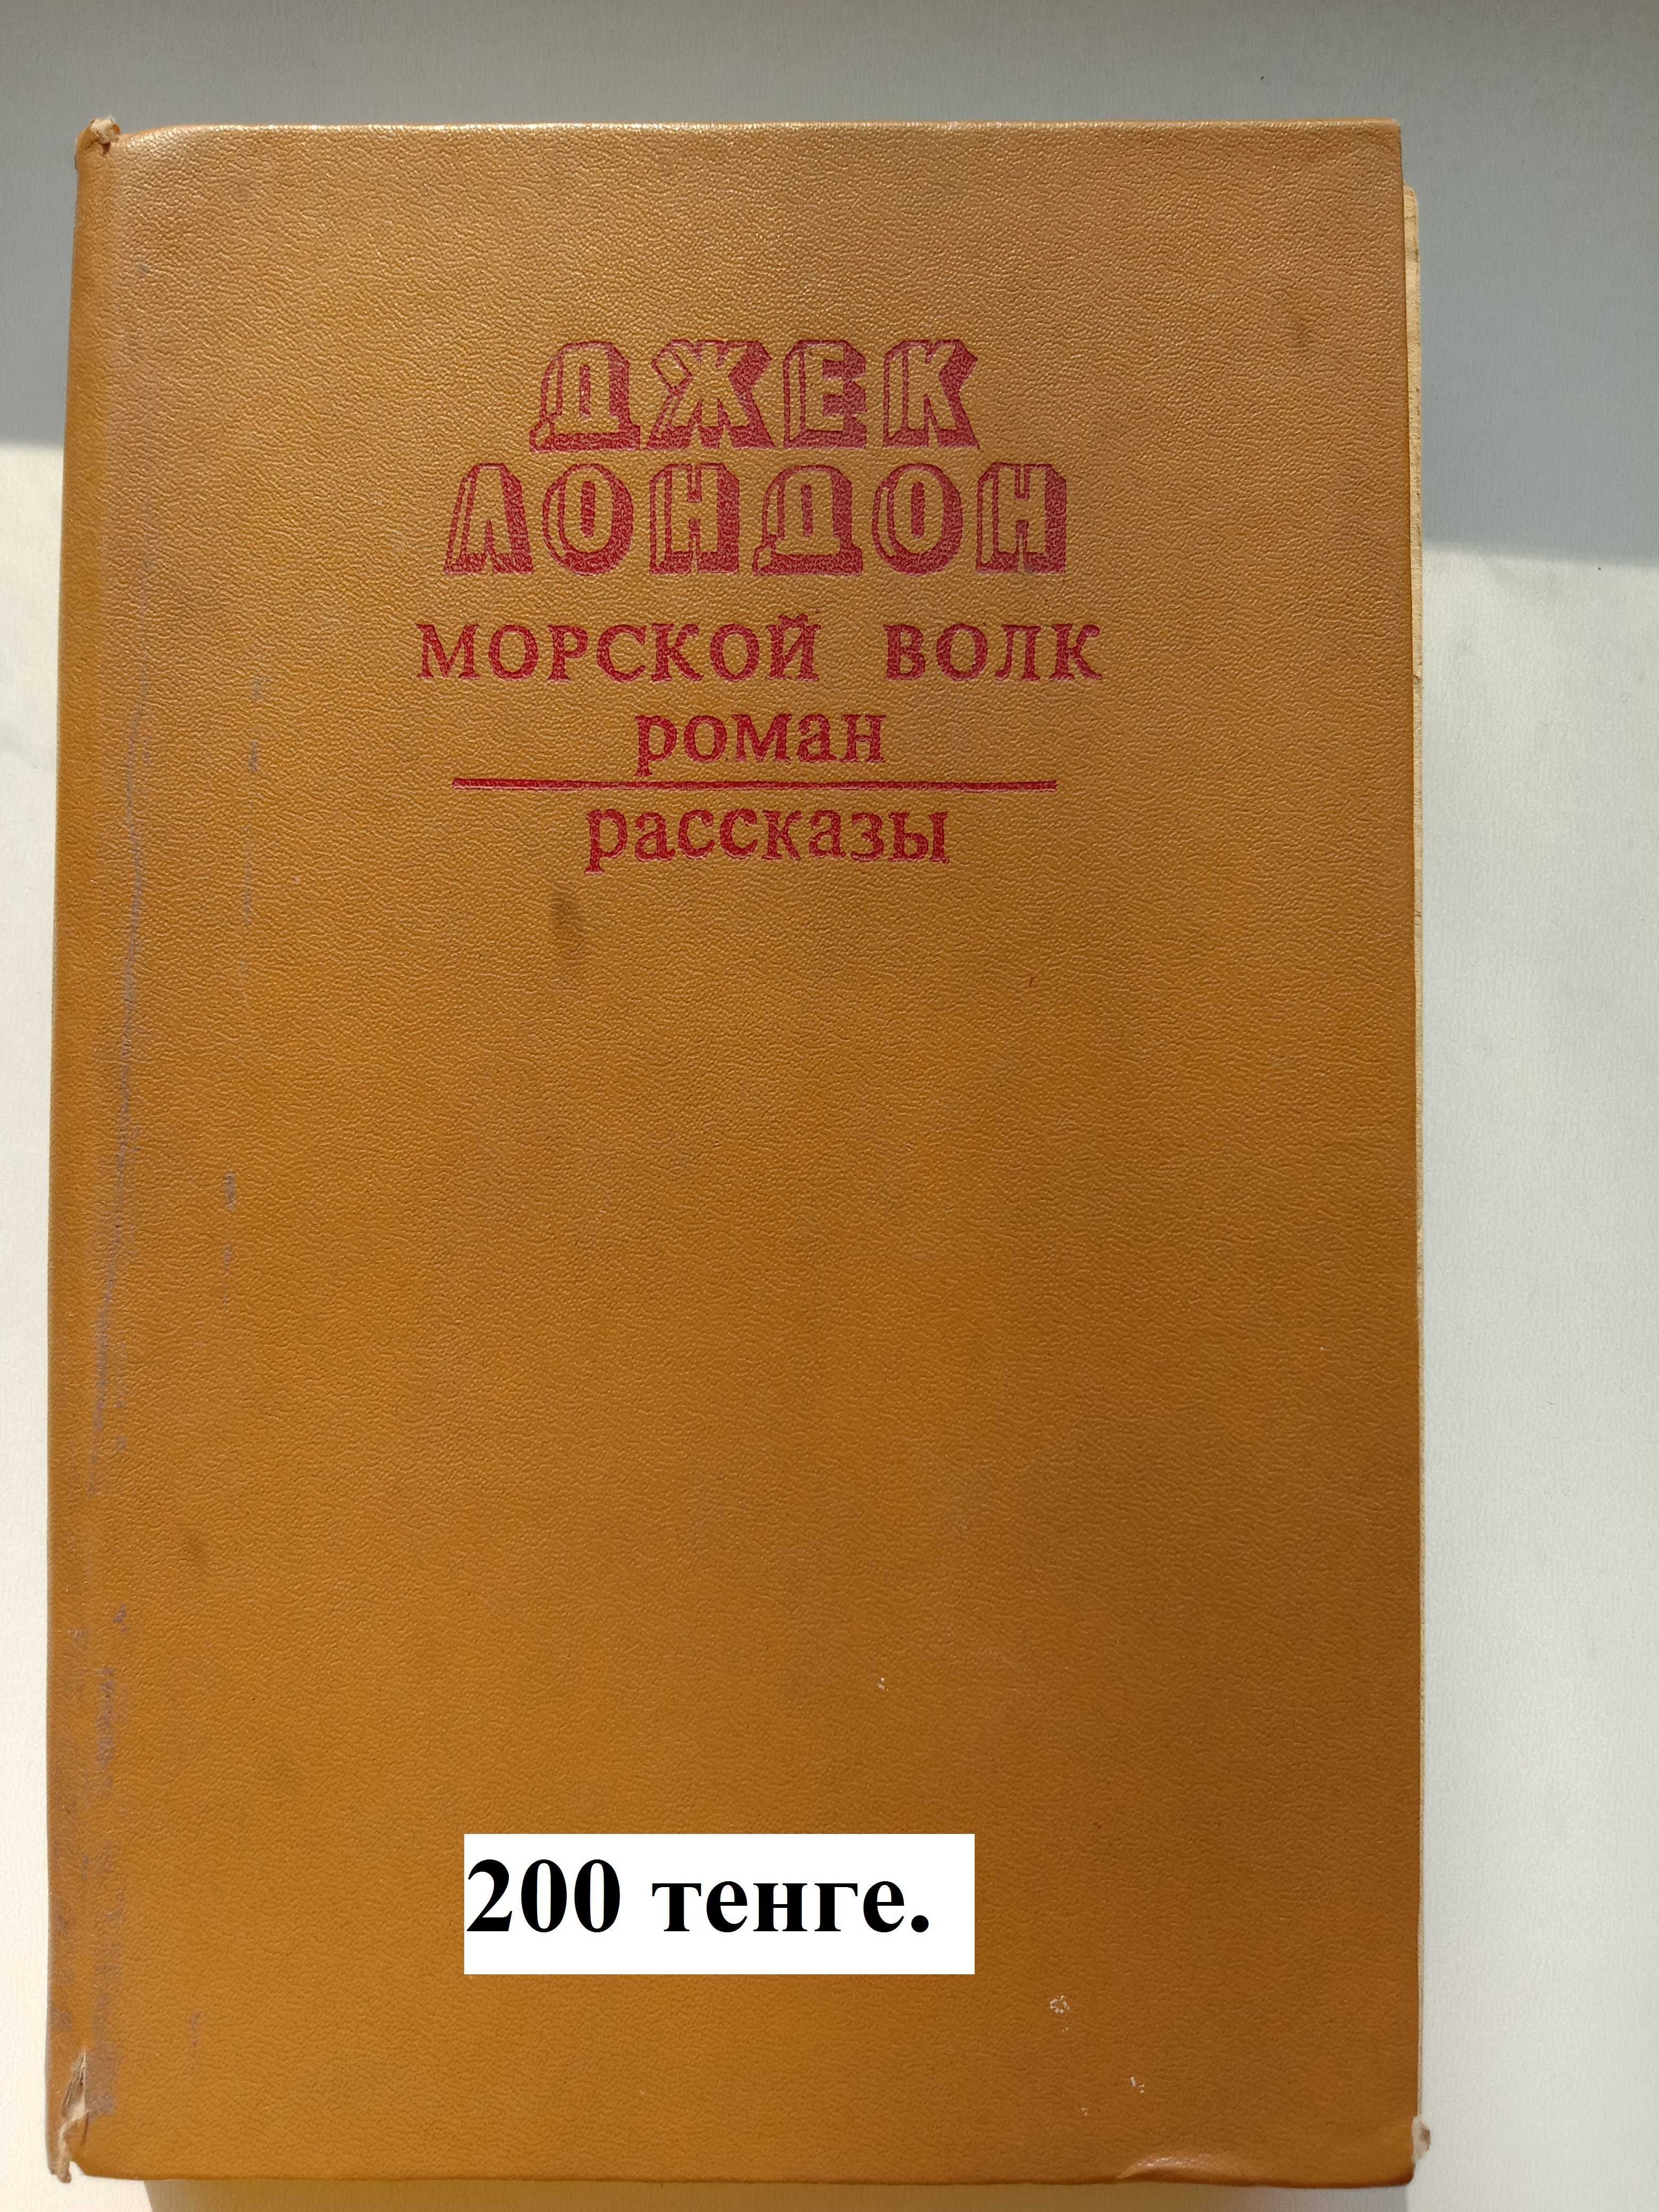 ДЖЕК
ЛОНДОН
МОРСКОЙ ВОЛК
роман
рассказы
200 тенге.